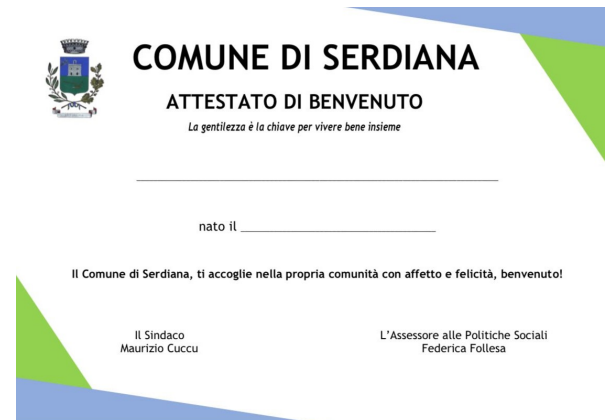 COMUNE DI SERDIANA
ATTESTATO DI BENVENUTO
La gentilezza è la chiave per vivere bene insieme
nato il
Il Comune di Serdiana, ti accoglie nella propria comunità con affetto e felicità, benvenuto!
Il Sindaco
Maurizio Cuccu
L'Assessore alle Politiche Sociali
Federica Follesa